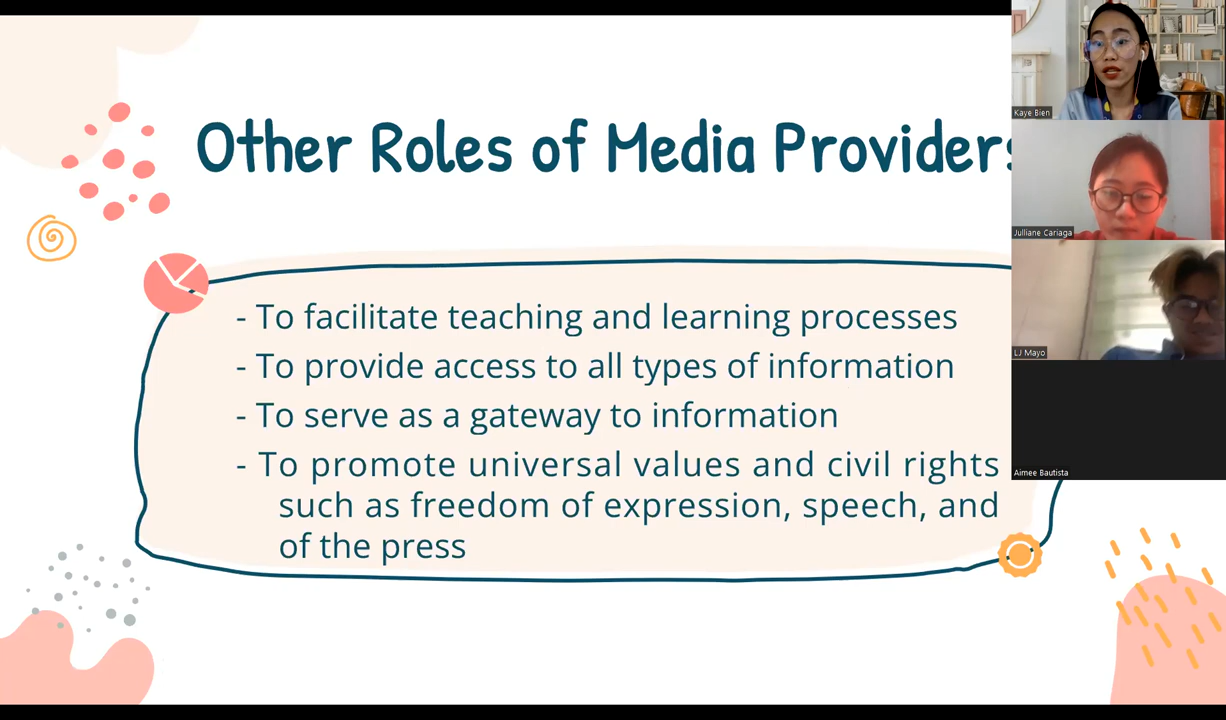 Other Roles of Media Providers
- To facilitate teaching and learning processes
- To provide access to all types of information
- To serve as a gateway to information
- To promote universal values and civil rights
such as freedom of expression, speech, and
of the press
Kaye Bien
Julliane Cariaga
LJ Mayo
Aimee Bautista